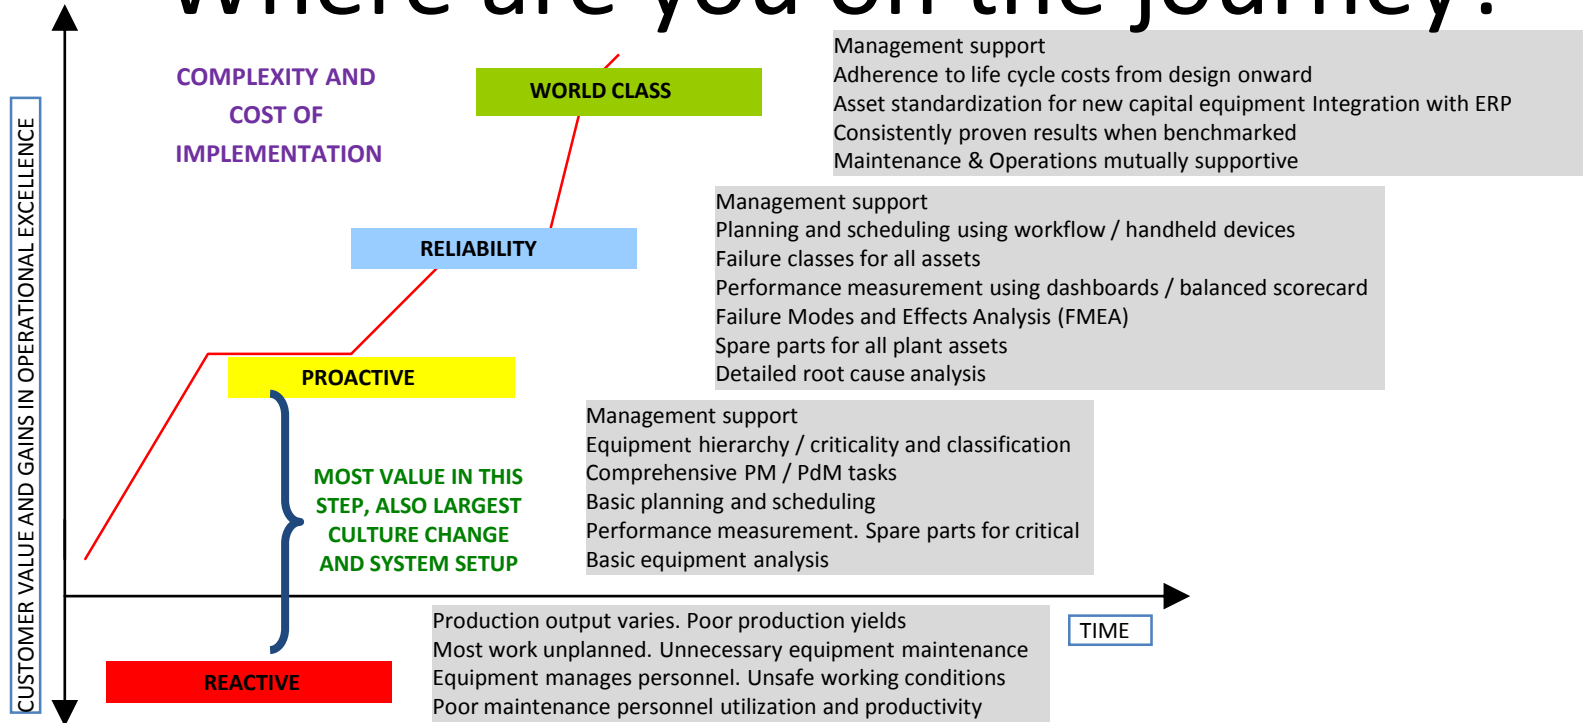 Where are you on the journey?
COMPLEXITY AND
COST OF
IMPLEMENTATION
WORLD CLASS
Management support
Adherence to life cycle costs from design onward
Asset standardization for new capital equipment Integration with ERP
Consistently proven results when benchmarked
Maintenance & Operations mutually supportive
RELIABILITY
Management support
Planning and scheduling using workflow / handheld devices
Failure classes for all assets
Performance measurement using dashboards / balanced scorecard
Failure Modes and Effects Analysis (FMEA)
Spare parts for all plant assets
Detailed root cause analysis
PROACTIVE
MOST VALUE IN THIS
STEP, ALSO LARGEST
CULTURE CHANGE
AND SYSTEM SETUP
Management support
Equipment hierarchy / criticality and classification
Comprehensive PM / PdM tasks
Basic planning and scheduling
Performance measurement. Spare parts for critical
Basic equipment analysis
REACTIVE
Production output varies. Poor production yields
Most work unplanned. Unnecessary equipment maintenance
Equipment manages personnel. Unsafe working conditions
Poor maintenance personnel utilization and productivity
TIME
CUSTOMER VALUE AND GAINS IN OPERATIONAL EXCELLENCE